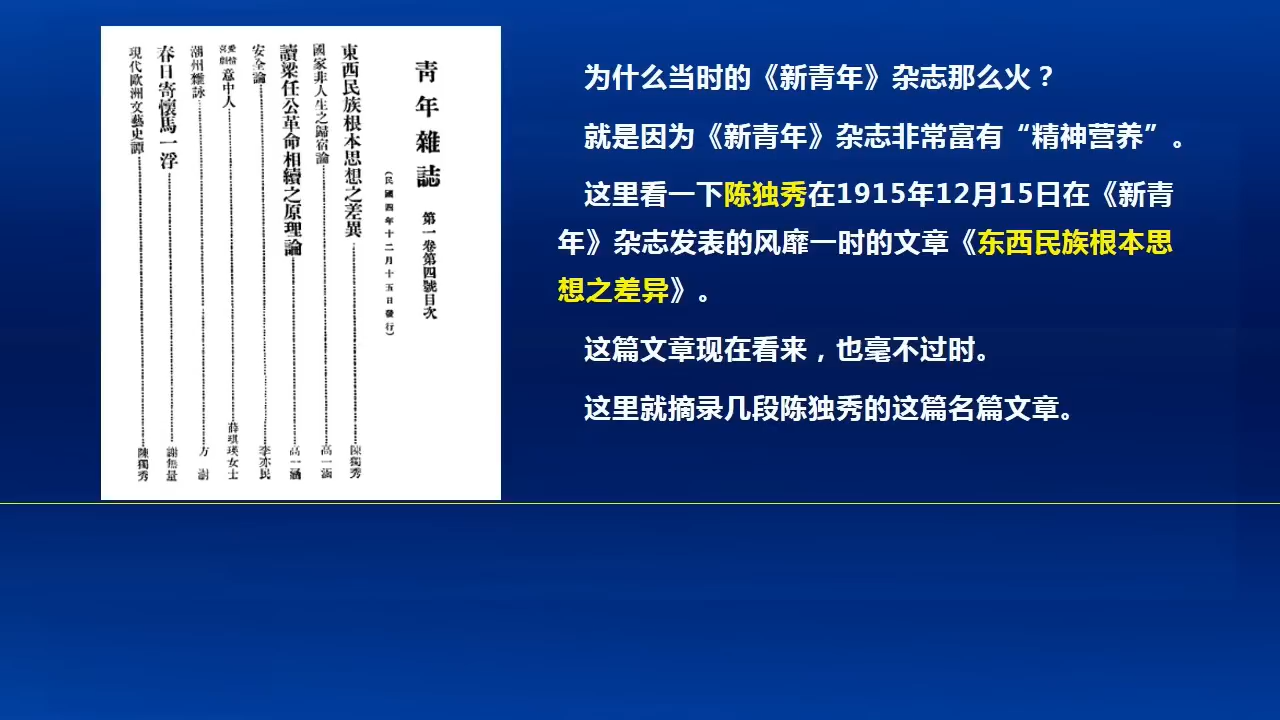 青年雜誌 第一卷第四號目次
(民國四年十二月十五日發行)
東西民族根本思想之差異 陳獨秀
國家非人生之歸宿論 高一涵
讀梁任公革命相續之原理論 高一涵
安全論 李亦民
愛情喜劇 意中人 薛琪瑛女士
潮州雜詠 方澍
春日寄懷馬一浮 謝無量
現代歐洲文藝史譚 陳獨秀
为什么当时的《新青年》杂志那么火？
就是因为《新青年》杂志非常富有“精神营养”。
这里看一下陈独秀在1915年12月15日在《新青
年》杂志发表的风靡一时的文章《东西民族根本思
想之差异》。
这篇文章现在看来，也毫不过时。
这里就摘录几段陈独秀的这篇名篇文章。